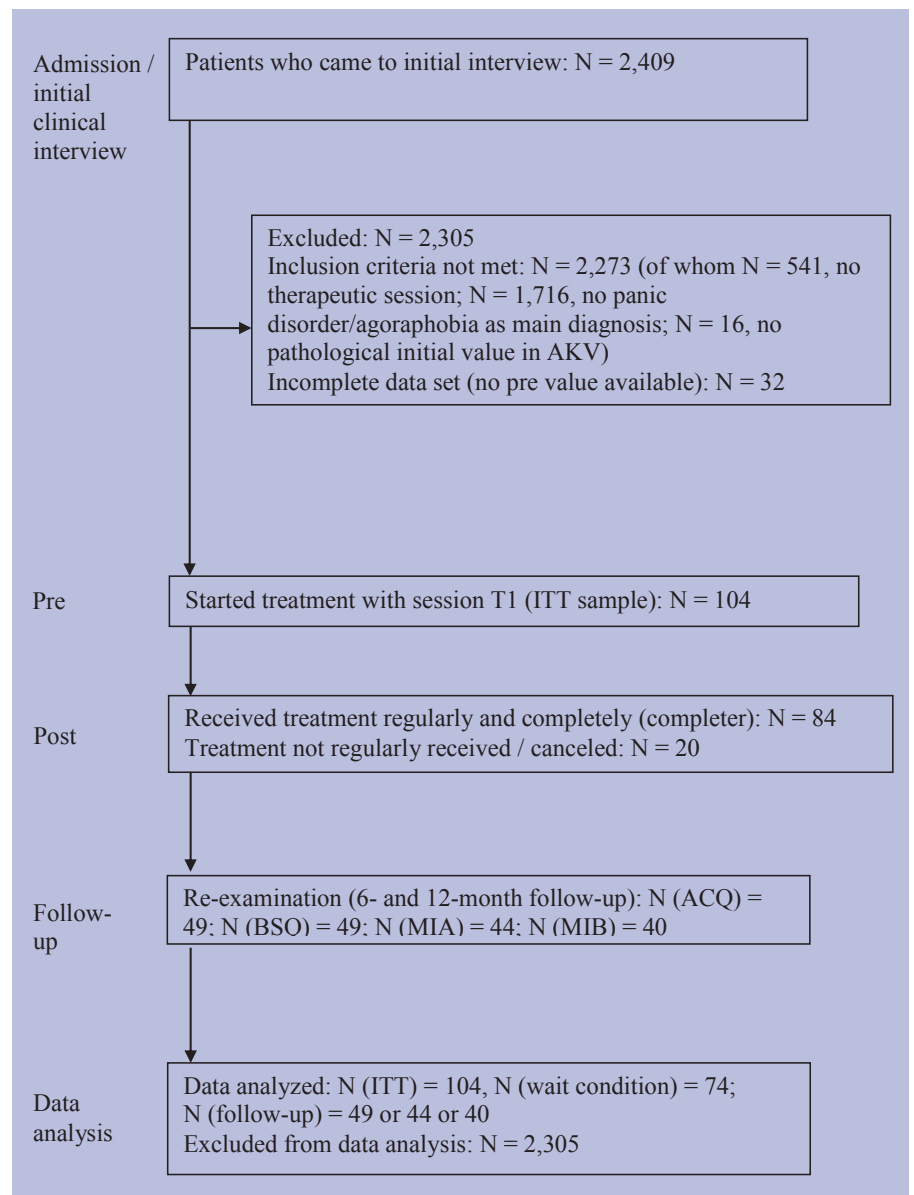 Admission /
initial
clinical
interview
Patients who came to initial interview: N = 2,409
Excluded: N = 2,305
Inclusion criteria not met: N = 2,273 (of whom N = 541, no
therapeutic session; N = 1,716, no panic
disorder/agoraphobia as main diagnosis; N = 16, no
pathological initial value in AKV)
Incomplete data set (no pre value available): N = 32
Pre
Started treatment with session T1 (ITT sample): N = 104
Post
Received treatment regularly and completely (completer): N = 84
Treatment not regularly received / canceled: N = 20
Follow-
up
Re-examination (6- and 12-month follow-up): N (ACQ) =
49; N (BSQ) = 49; N (MIA) = 44; N (MIB) = 40
Data
analysis
Data analyzed: N (ITT) = 104, N (wait condition) = 74;
N (follow-up) = 49 or 44 or 40
Excluded from data analysis: N = 2,305